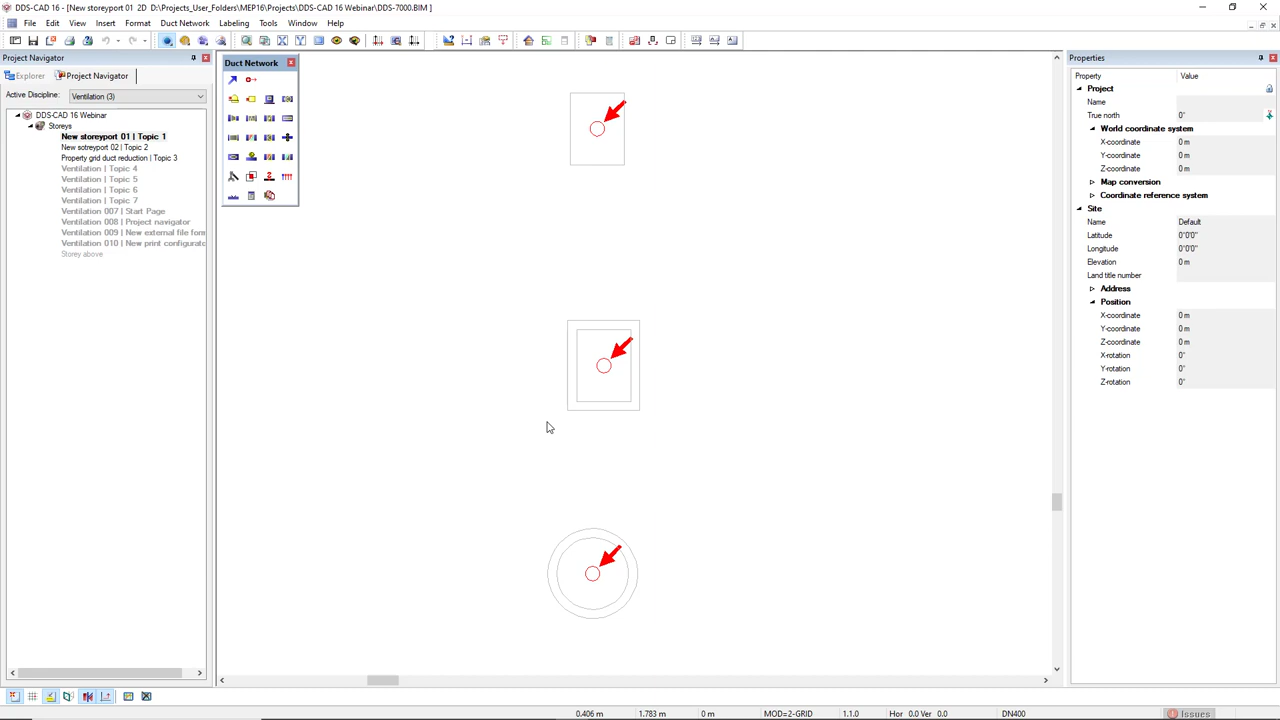 DDS-CAD 16 - [New storeyport 01  2D  D:\Projects_User_Folders\MEP16\Projects\DDS-CAD 16 Webinar\DDS-7000.BIM ]
File Edit View Insert Format Duct Network Labeling Tools Window Help
Project Navigator
Explorer Project Navigator
Active Discipline: Ventilation (3)
DDS-CAD 16 Webinar
Storeys
New storeyport 01 | Topic 1
New sotreyport 02 | Topic 2
Property grid duct reduction | Topic 3
Ventilation | Topic 4
Ventilation | Topic 5
Ventilation | Topic 6
Ventilation | Topic 7
Ventilation 007 | Start Page
Ventilation 008 | Project navigator
Ventilation 009 | New external file form
Ventilation 010 | New print configurato
Storey above
Duct Network
Properties
Property Value
Project
Name
True north 0°
World coordinate system
X-coordinate 0 m
Y-coordinate 0 m
Z-coordinate 0 m
Map conversion
Coordinate reference system
Site
Name Default
Latitude 0°0'0"
Longitude 0°0'0"
Elevation 0 m
Land title number
Address
Position
X-coordinate 0 m
Y-coordinate 0 m
Z-coordinate 0 m
X-rotation 0°
Y-rotation 0°
Z-rotation 0°
0.406 m 1.783 m 0 m MOD=2-GRID 1.1.0 Hor 0.0 Ver 0.0 DN400 Issues